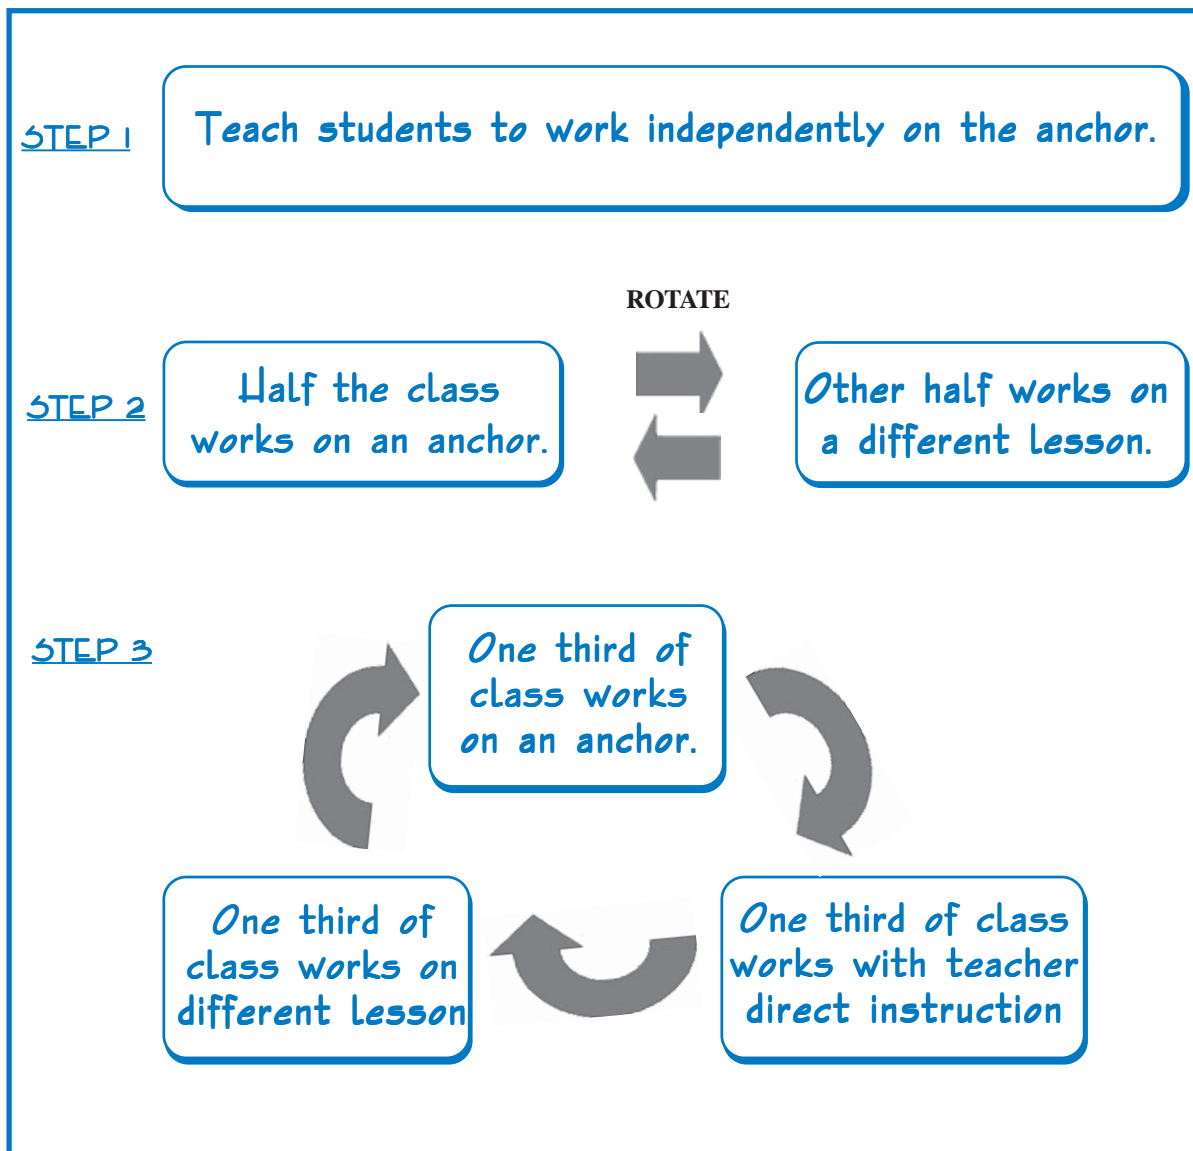 STEP 1
Teach students to work independently on the anchor.
ROTATE
STEP 2
Half the class
works on an anchor.
Other half works on
a different lesson.
STEP 3
One third of
class works
on an anchor.
One third of
class works on
different lesson
One third of class
works with teacher
direct instruction